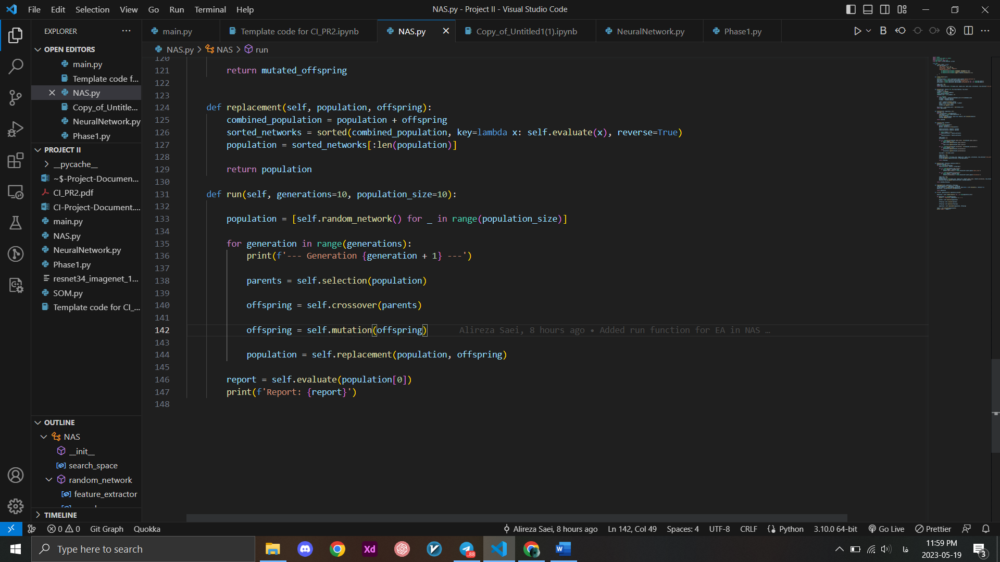 File Edit Selection View Go Run Terminal Help
NAS.py - Project II - Visual Studio Code
EXPLORER
main.py
Template code for CI_PR2.ipynb
NAS.py
Copy_of_Untitled1(1).ipynb
NeuralNetwork.py
Phase1.py
OPEN EDITORS
main.py
Template code f...
NAS.py
Copy_of_Untitle...
NeuralNetwork.py
Phase1.py
PROJECT II
__pycache__
~$-Project-Documen...
CI_PR2.pdf
CI-Project-Document....
main.py
NAS.py
NeuralNetwork.py
Phase1.py
resnet34_imagenet_1...
SOM.py
Template code for CI_...
OUTLINE
NAS
__init__
search_space
random_network
feature_extractor
TIMELINE
NAS.py > NAS > run
120
121 return mutated_offspring
122
123
124 def replacement(self, population, offspring):
125 combined_population = population + offspring
126 sorted_networks = sorted(combined_population, key=lambda x: self.evaluate(x), reverse=True)
127 population = sorted_networks[:len(population)]
128
129 return population
130
131 def run(self, generations=10, population_size=10):
132
133 population = [self.random_network() for _ in range(population_size)]
134
135 for generation in range(generations):
136 print(f'--- Generation {generation + 1} ---')
137
138 parents = self.selection(population)
139
140 offspring = self.crossover(parents)
141
142 offspring = self.mutation(offspring) Alireza Saei, 8 hours ago • Added run function for EA in NAS …
143
144 population = self.replacement(population, offspring)
145
146 report = self.evaluate(population[0])
147 print(f'Report: {report}')
148
0 0 Git Graph Quokka
Alireza Saei, 8 hours ago Ln 142, Col 49 Spaces: 4 UTF-8 CRLF Python 3.10.0 64-bit Go Live Prettier
Type here to search
Xd
..88
W
فا
11:59 PM
2023-05-19
3